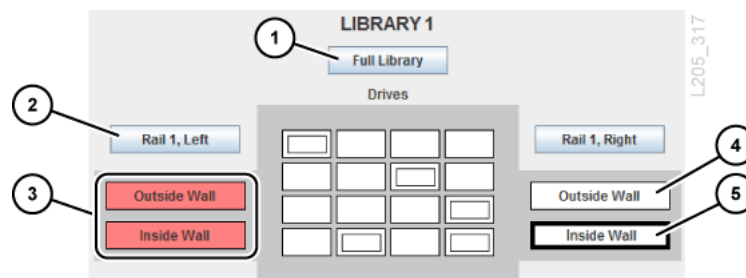 LIBRARY 1
1
Full Library
L205_317
Drives
2
Rail 1, Left
Rail 1, Right
4
3
Outside Wall
Outside Wall
5
Inside Wall
Inside Wall